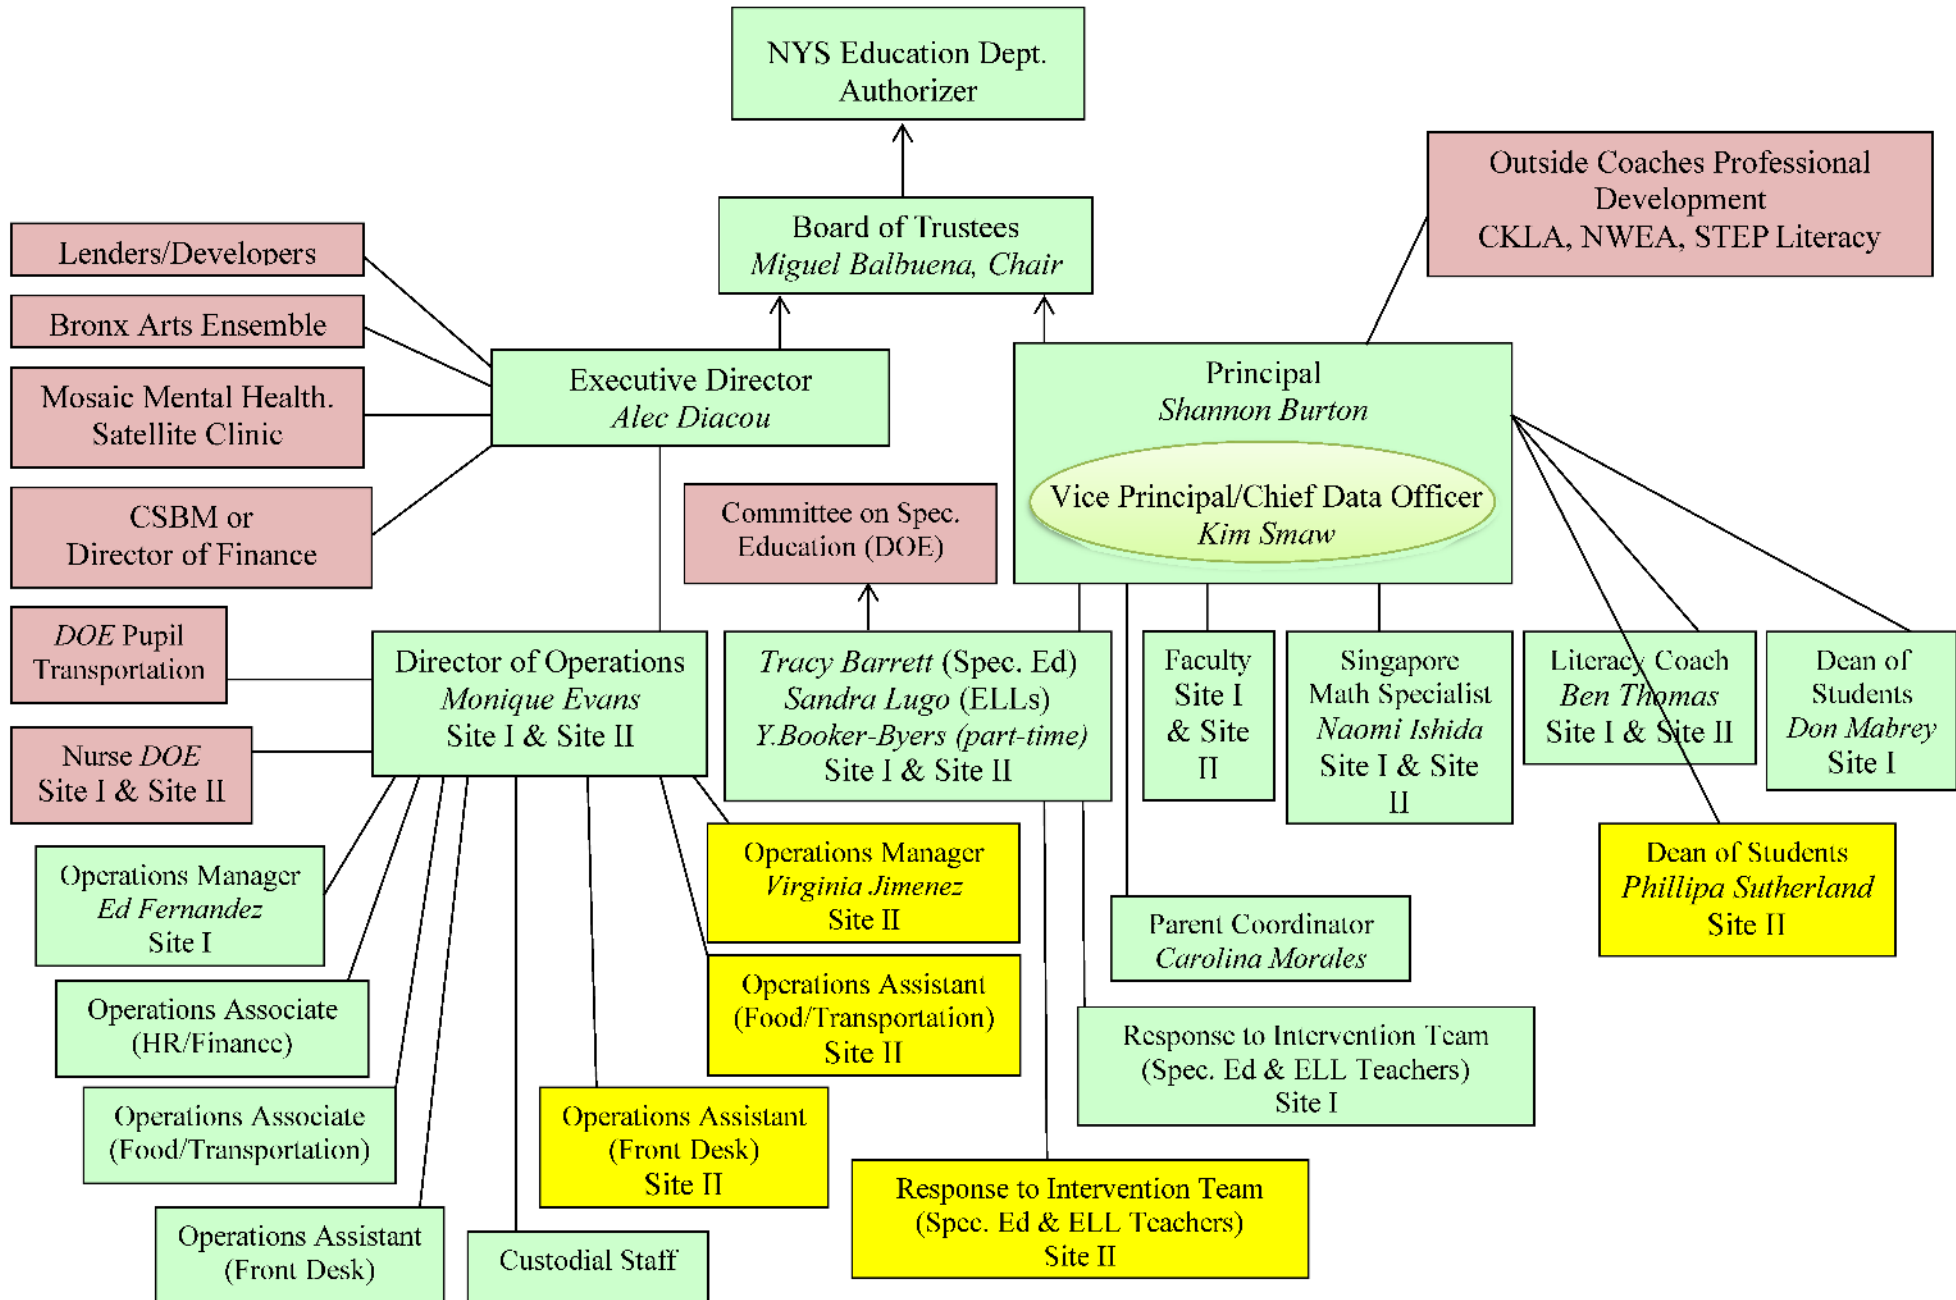 NYS Education Dept.
Authorizer
Outside Coaches Professional
Development
CKLA, NWEA, STEP Literacy
Board of Trustees
Miguel Balbuena, Chair
Lenders/Developers
Bronx Arts Ensemble
Mosaic Mental Health.
Satellite Clinic
CSBM or
Director of Finance
Executive Director
Alec Diacou
Principal
Shannon Burton
Vice Principal/Chief Data Officer
Kim Smaw
Committee on Spec.
Education (DOE)
DOE Pupil
Transportation
Nurse DOE
Site I & Site II
Director of Operations
Monique Evans
Site I & Site II
Tracy Barrett (Spec. Ed)
Sandra Lugo (ELLs)
Y.Booker-Byers (part-time)
Site I & Site II
Faculty
Site I
& Site
II
Singapore
Math Specialist
Naomi Ishida
Site I & Site
II
Literacy Coach
Ben Thomas
Site I & Site II
Dean of
Students
Don Mabrey
Site I
Operations Manager
Ed Fernandez
Site I
Operations Manager
Virginia Jimenez
Site II
Dean of Students
Phillipa Sutherland
Site II
Parent Coordinator
Carolina Morales
Operations Associate
(HR/Finance)
Operations Assistant
(Food/Transportation)
Site II
Response to Intervention Team
(Spec. Ed & ELL Teachers)
Site I
Operations Associate
(Food/Transportation)
Operations Assistant
(Front Desk)
Site II
Response to Intervention Team
(Spec. Ed & ELL Teachers)
Site II
Operations Assistant
(Front Desk)
Custodial Staff